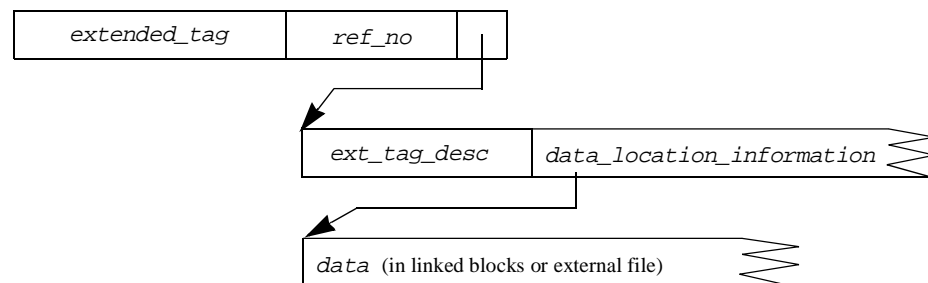 extended_tag ref_no
ext_tag_desc data_location_information
data (in linked blocks or external file)